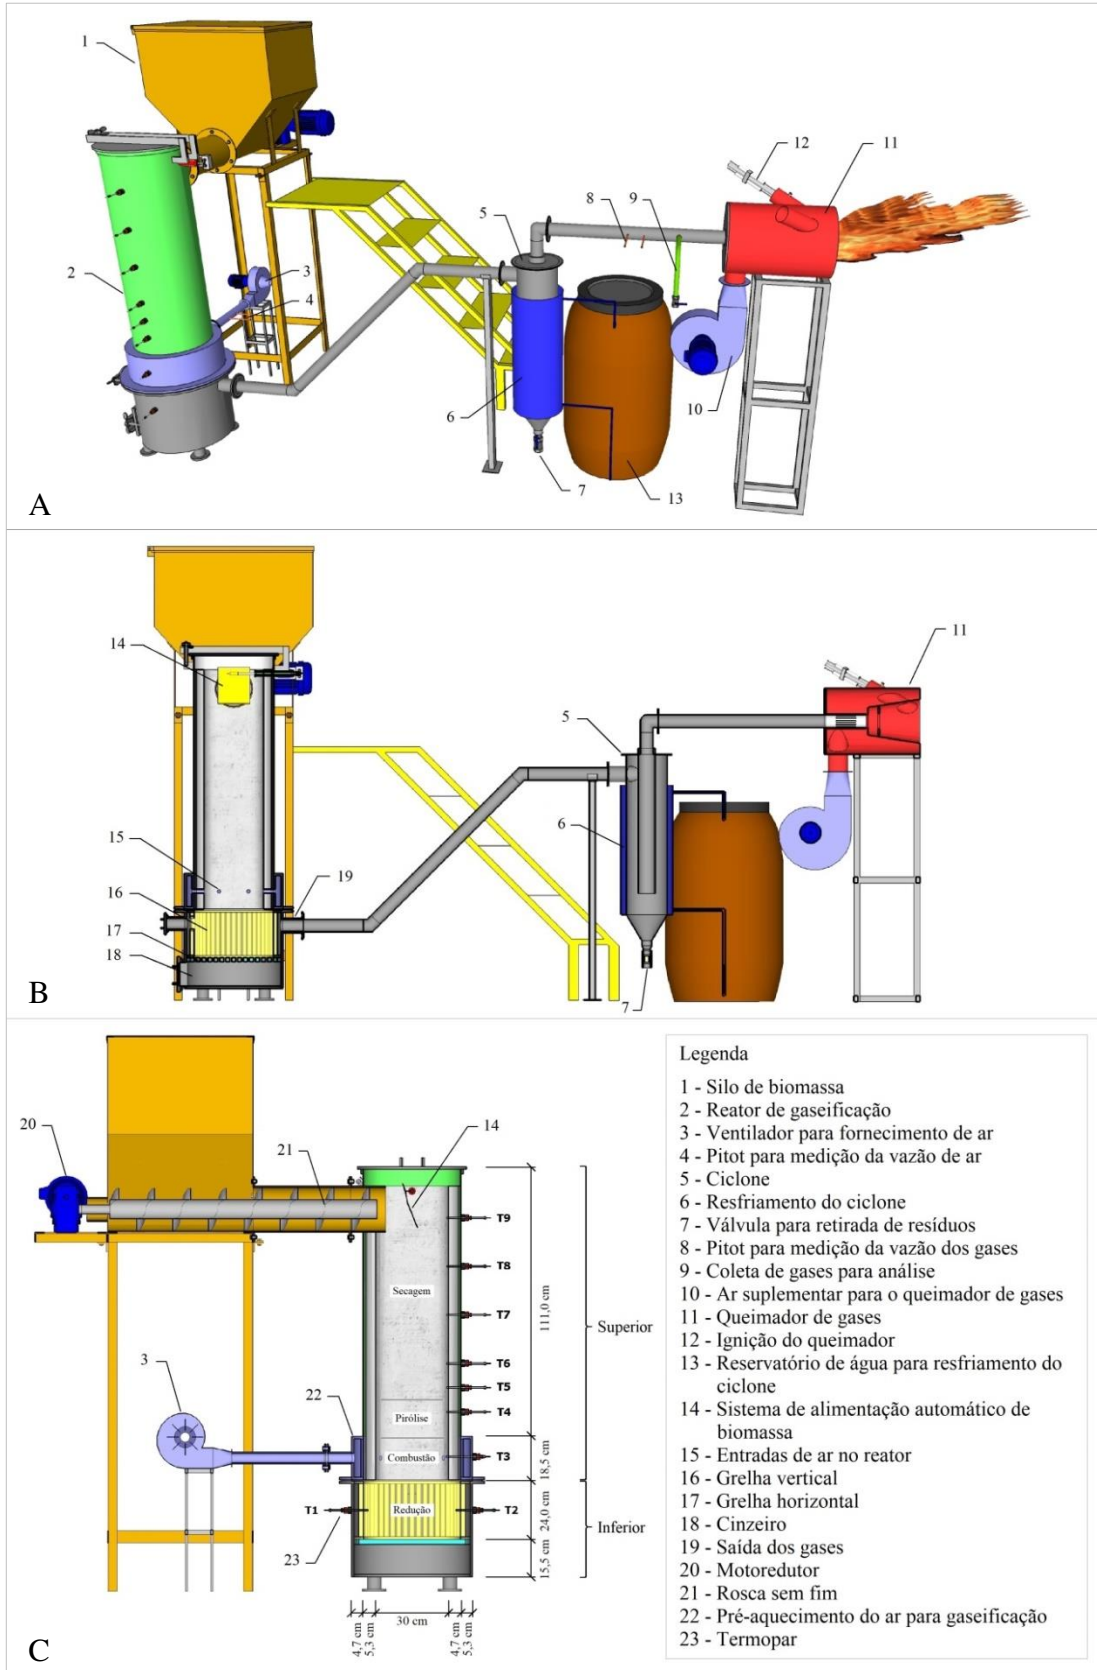 1
2
3
4
5
6
7
8
9
10
11
12
13
A
14
15
16
17
18
19
5
6
7
11
B
20
21
14
3
22
23
T9
T8
T7
T6
T5
T4
T3
T1
T2
Secagem
Pirólise
Combustão
Redução
111,0 cm
18,5 cm
24,0 cm
15,5 cm
Superior
Inferior
4,7 cm
5,3 cm
30 cm
4,7 cm
5,3 cm
C
Legenda
1 - Silo de biomassa
2 - Reator de gaseificação
3 - Ventilador para fornecimento de ar
4 - Pitot para medição da vazão de ar
5 - Ciclone
6 - Resfriamento do ciclone
7 - Válvula para retirada de resíduos
8 - Pitot para medição da vazão dos gases
9 - Coleta de gases para análise
10 - Ar suplementar para o queimador de gases
11 - Queimador de gases
12 - Ignição do queimador
13 - Reservatório de água para resfriamento do
ciclone
14 - Sistema de alimentação automático de
biomassa
15 - Entradas de ar no reator
16 - Grelha vertical
17 - Grelha horizontal
18 - Cinzeiro
19 - Saída dos gases
20 - Motoredutor
21 - Rosca sem fim
22 - Pré-aquecimento do ar para gaseificação
23 - Termopar